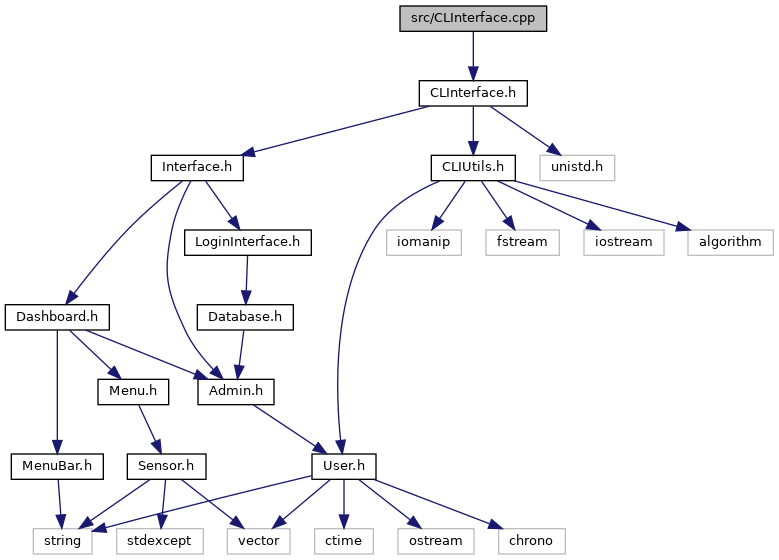 src/CLInterface.cpp
CLInterface.h
Interface.h
CLIUtils.h
unistd.h
LoginInterface.h
iomanip
fstream
iostream
algorithm
Dashboard.h
Database.h
Menu.h
Admin.h
MenuBar.h
Sensor.h
User.h
string
stdexcept
vector
ctime
ostream
chrono